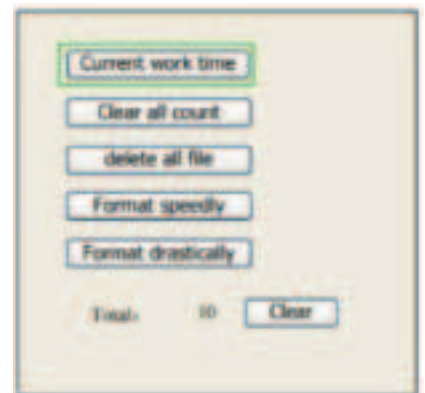 Current work time
Clear all count
delete all file
Format speedly
Format drastically
Total: 10 Clear